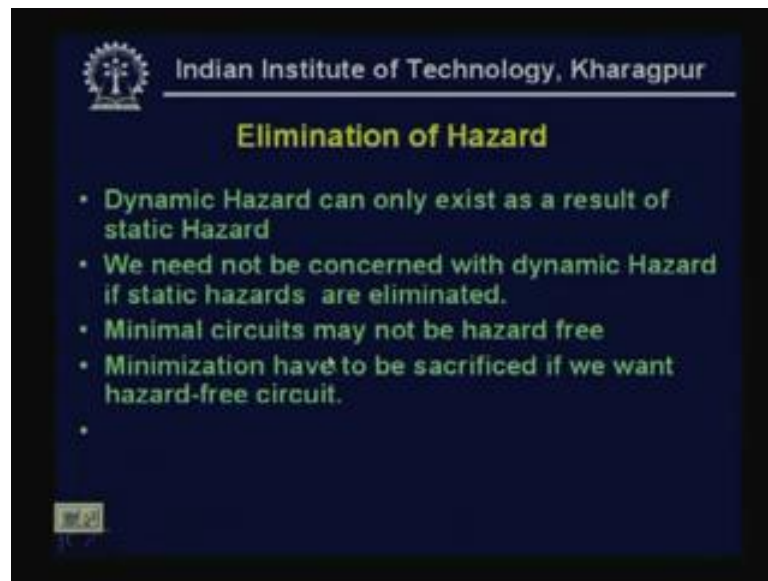 Indian Institute of Technology, Kharagpur
Elimination of Hazard
• Dynamic Hazard can only exist as a result of
static Hazard
• We need not be concerned with dynamic Hazard
if static hazards are eliminated.
• Minimal circuits may not be hazard free
• Minimization have to be sacrificed if we want
hazard-free circuit.
•